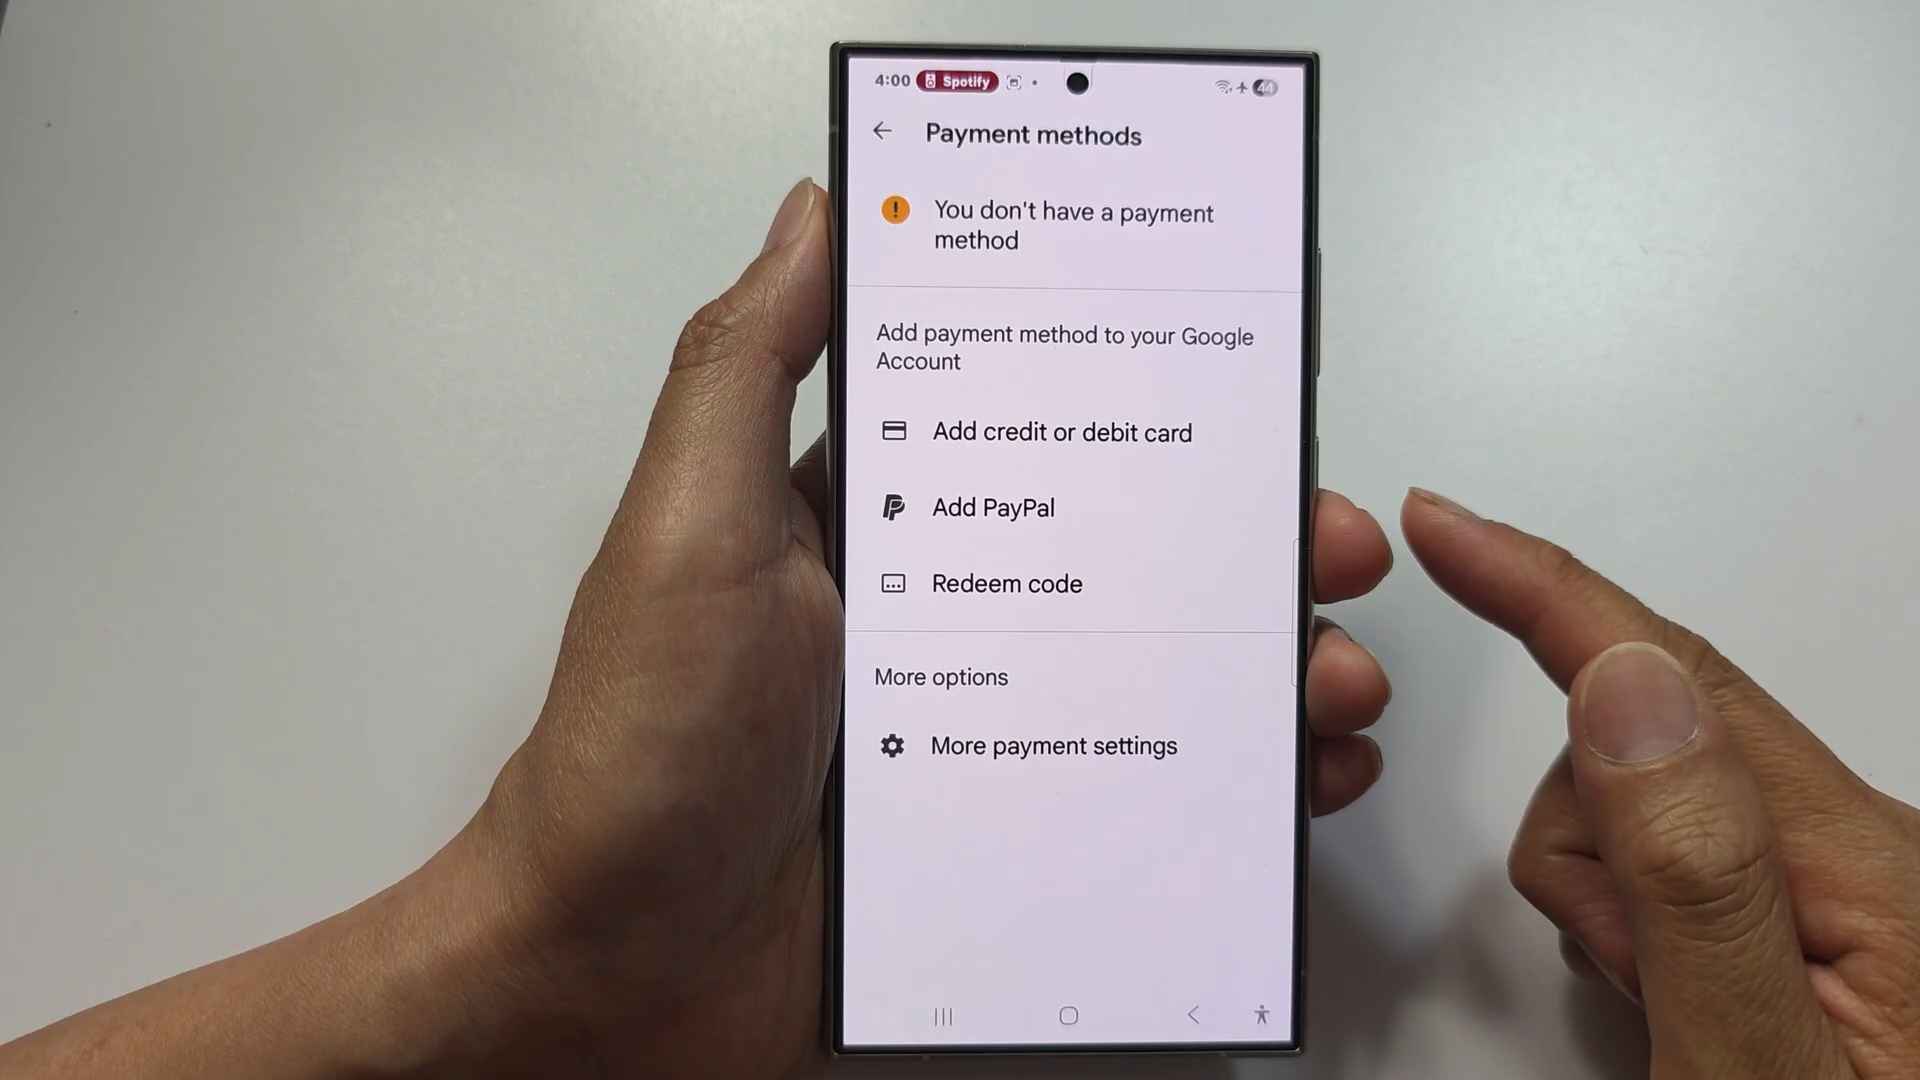 4:00 Spotify 44
Payment methods
You don't have a payment
method
Add payment method to your Google
Account
Add credit or debit card
Add PayPal
Redeem code
More options
More payment settings